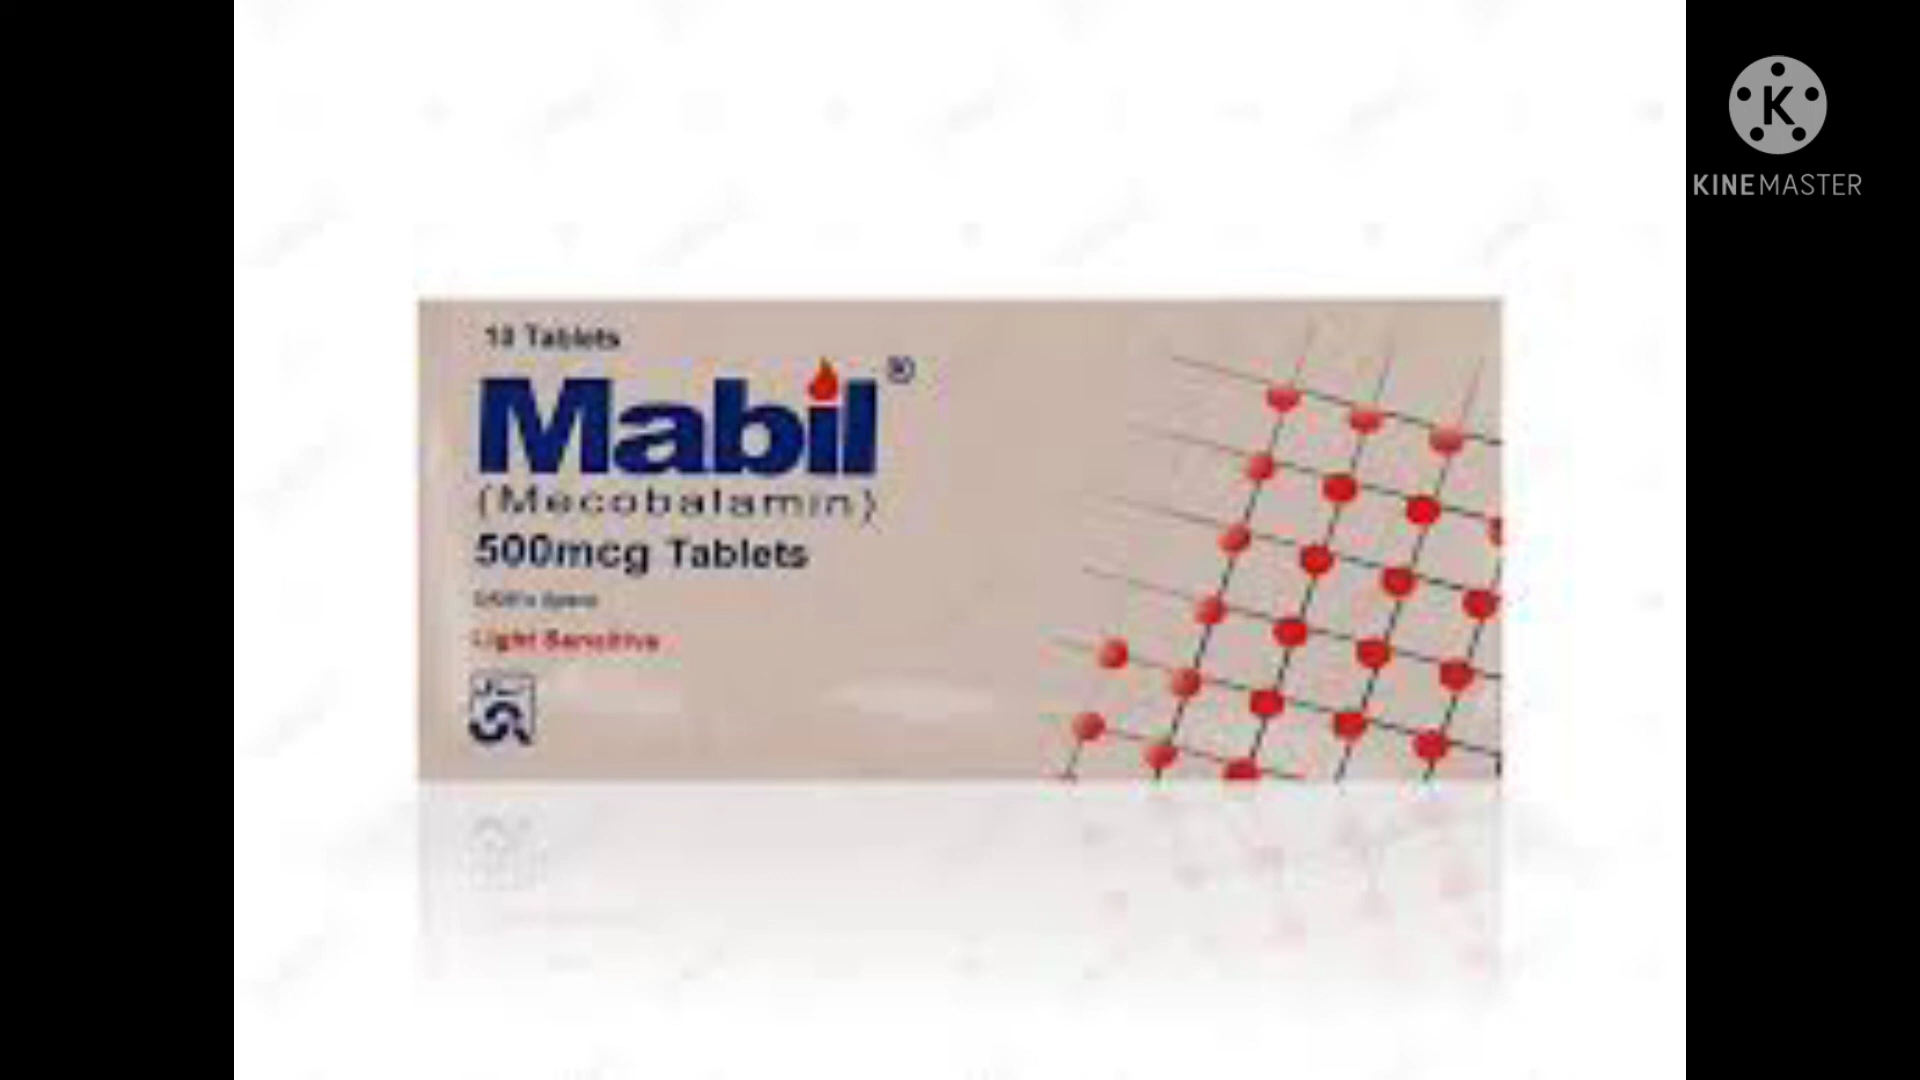 10 Tablets
Mabil®
(Mecobalamin)
500mcg Tablets
Light Sensitive
K
KINEMASTER